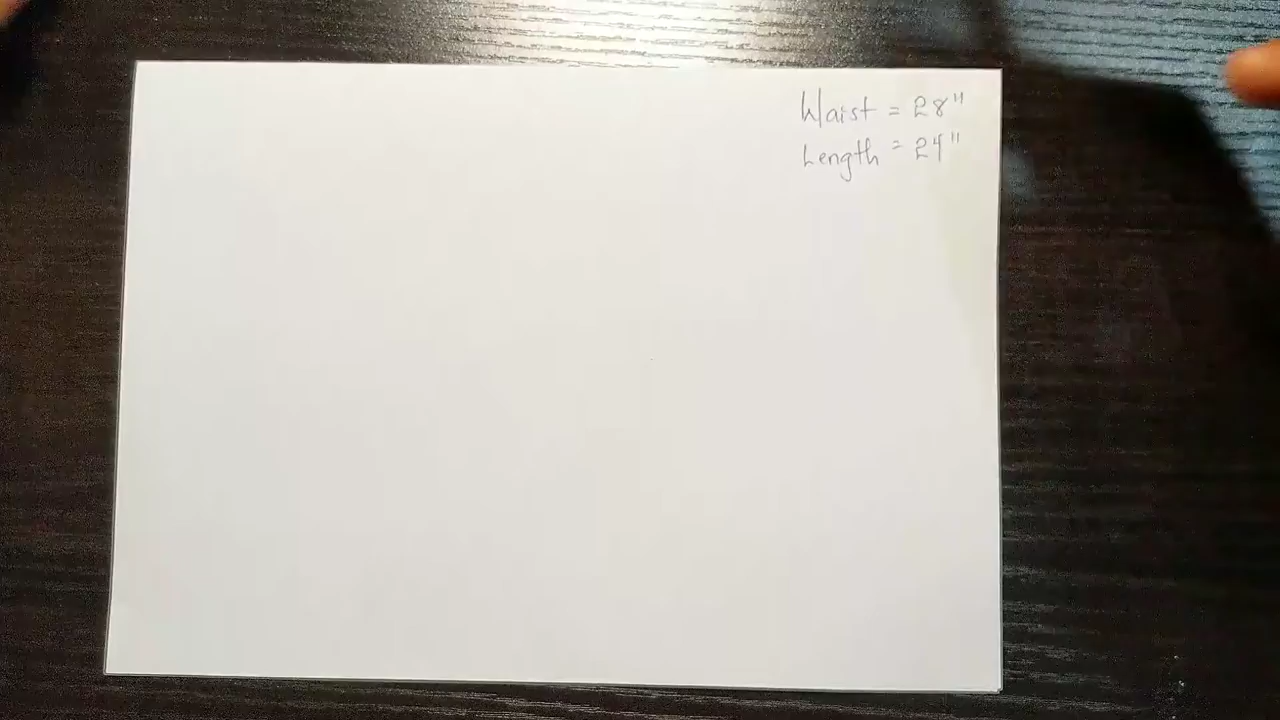 Waist = 28"
Length = 24"